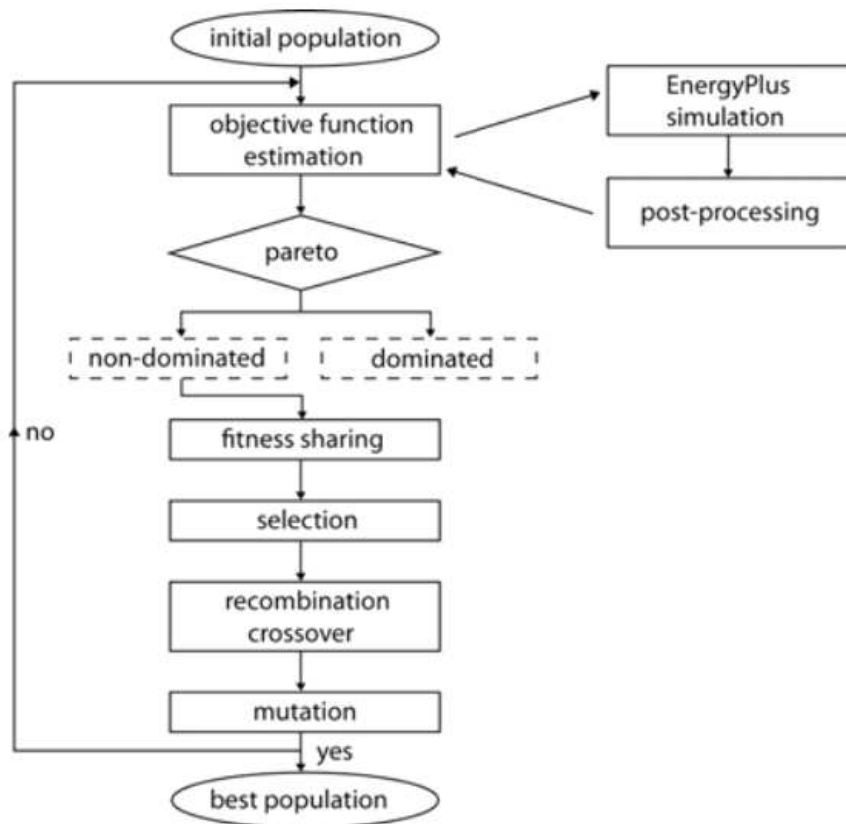 initial population
objective function
estimation
EnergyPlus
simulation
post-processing
pareto
non-dominated
dominated
no
fitness sharing
selection
recombination
crossover
mutation
yes
best population